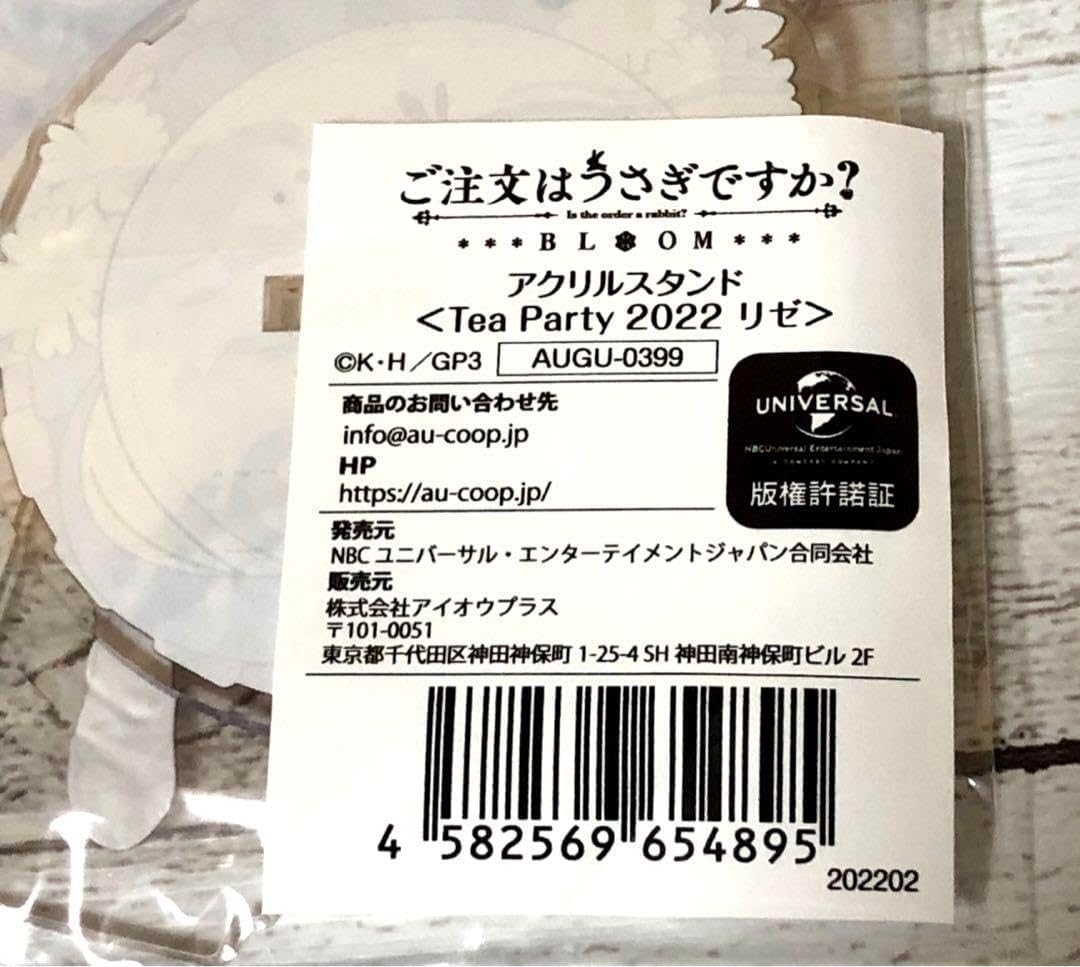 ご注文はうさぎですか?
Is the order a rabbit?
***BLOOM***
アクリルスタンド
<Tea Party 2022 リゼ>
©K・H/GP3 AUGU-0399
商品のお問い合わせ先
info@au-coop.jp
HP
https://au-coop.jp/
UNIVERSAL
NBCUniversal Entertainment Japan
A COMCAST COMPANY
版権許諾証
発売元
NBC ユニバーサル・エンターテイメントジャパン合同会社
販売元
株式会社アイオウプラス
〒101-0051
東京都千代田区神田神保町 1-25-4 SH 神田南神保町ビル 2F
4 582569 654895
202202